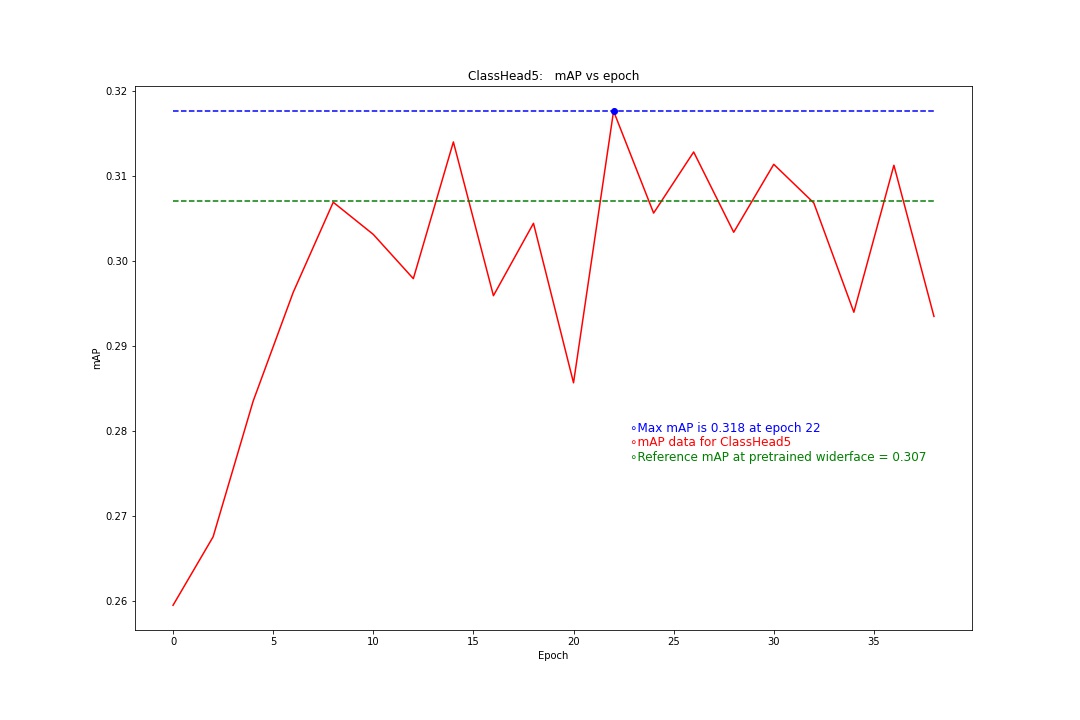 ClassHead5:   mAP vs epoch
0.32
0.31
0.30
0.29
0.28
0.27
0.26
mAP
∘Max mAP is 0.318 at epoch 22
∘mAP data for ClassHead5
∘Reference mAP at pretrained widerface = 0.307
0 5 10 15 20 25 30 35
Epoch